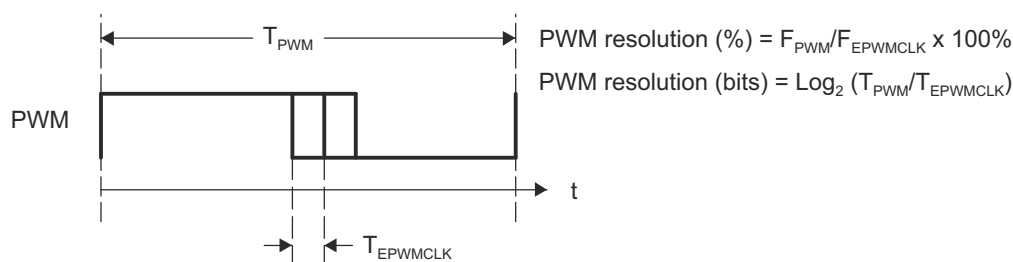 T_PWM
PWM resolution (%) = F_PWM/F_EPWMCLK x 100%
PWM resolution (bits) = Log_2 (T_PWM/T_EPWMCLK)
PWM
t
T_EPWMCLK